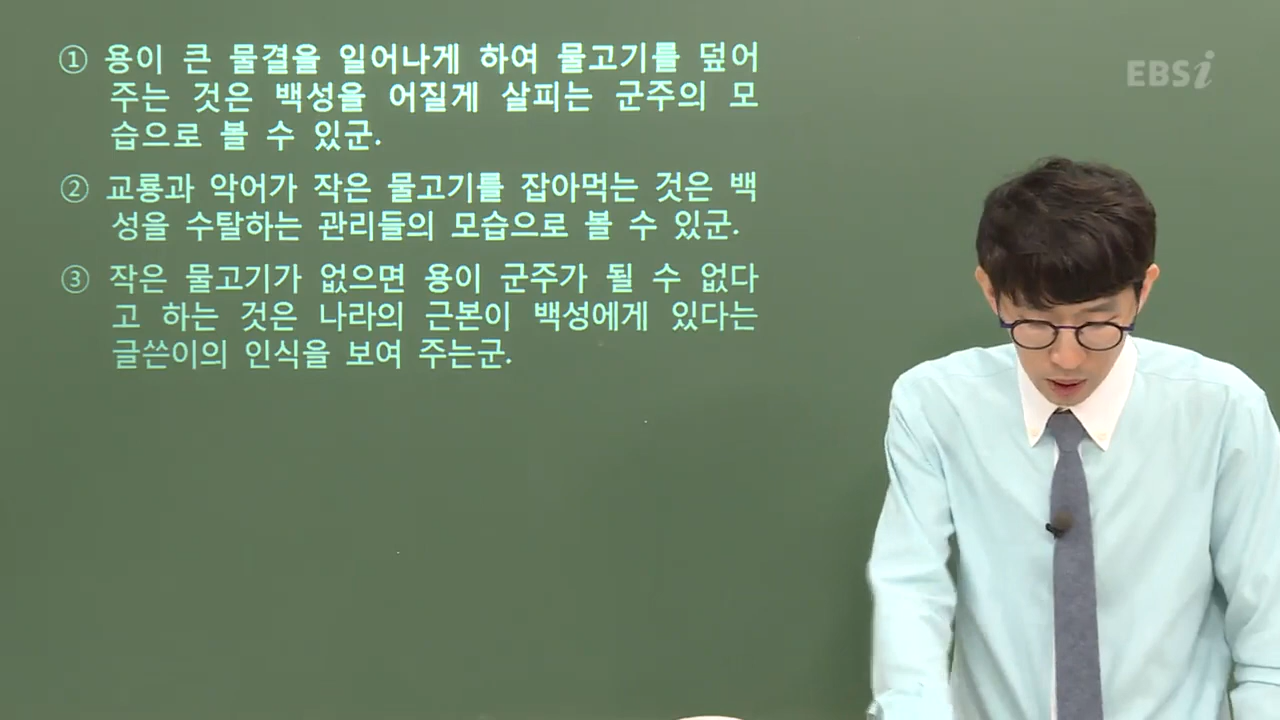 ① 용이 큰 물결을 일어나게 하여 물고기를 덮어
주는 것은 백성을 어질게 살피는 군주의 모
습으로 볼 수 있군.
② 교룡과 악어가 작은 물고기를 잡아먹는 것은 백
성을 수탈하는 관리들의 모습으로 볼 수 있군.
③ 작은 물고기가 없으면 용이 군주가 될 수 없다
고 하는 것은 나라의 근본이 백성에게 있다는
글쓴이의 인식을 보여 주는군.
EBSi